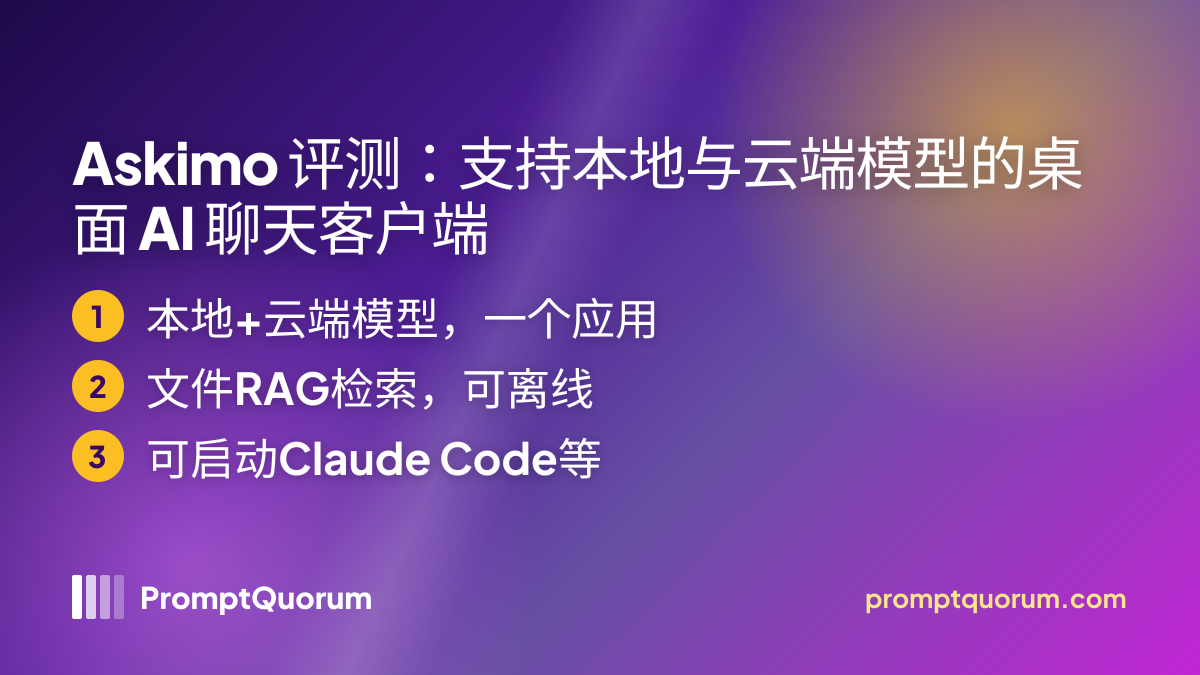 Askimo 评测：支持本地与云端模型的桌
面 AI 聊天客户端
1 本地+云端模型，一个应用
2 文件RAG检索，可离线
3 可启动Claude Code等
PromptQuorum
promptquorum.com